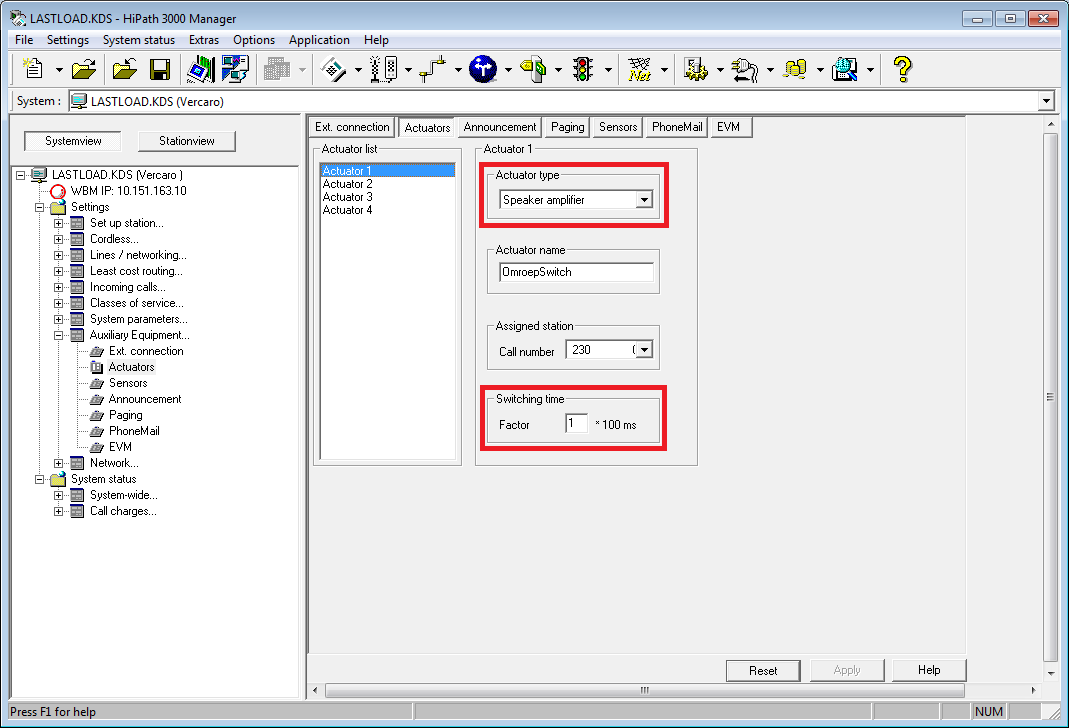 LASTLOAD.KDS - HiPath 3000 Manager
File Settings System status Extras Options Application Help
Net
System : LASTLOAD.KDS (Vercaro)
Systemview Stationview
LASTLOAD.KDS (Vercaro )
WBM IP: 10.151.163.10
Settings
Set up station...
Cordless...
Lines / networking...
Least cost routing...
Incoming calls...
Classes of service...
System parameters...
Auxiliary Equipment...
Ext. connection
Actuators
Sensors
Announcement
Paging
PhoneMail
EVM
Network...
System status
System-wide...
Call charges...
Ext. connection Actuators Announcement Paging Sensors PhoneMail EVM
Actuator list
Actuator 1
Actuator 2
Actuator 3
Actuator 4
Actuator 1
Actuator type
Speaker amplifier
Actuator name
OmroepSwitch
Assigned station
Call number 230
Switching time
Factor 1 * 100 ms
Reset Apply Help
Press F1 for help NUM